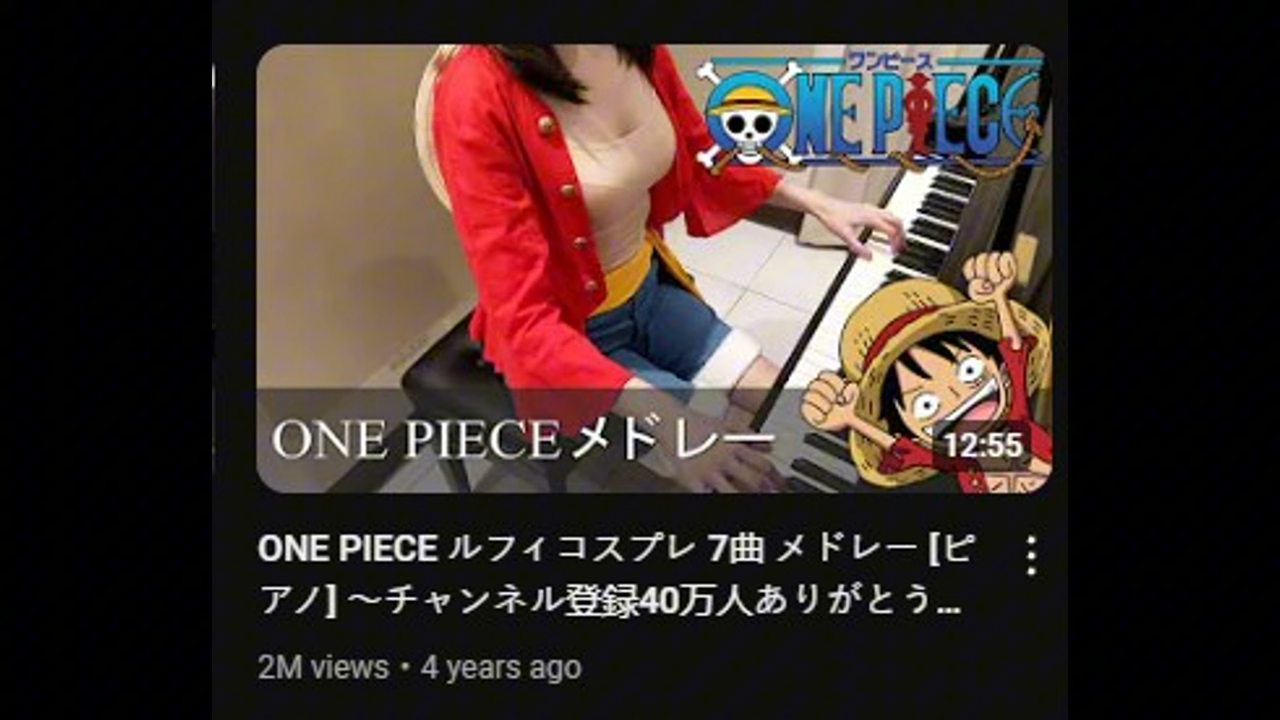 ワンピース
ONE PIECE
ONE PIECEメドレー
12:55
ONE PIECE ルフィコスプレ 7曲 メドレー [ピ
アノ] ～チャンネル登録40万人ありがとう...
2M views • 4 years ago